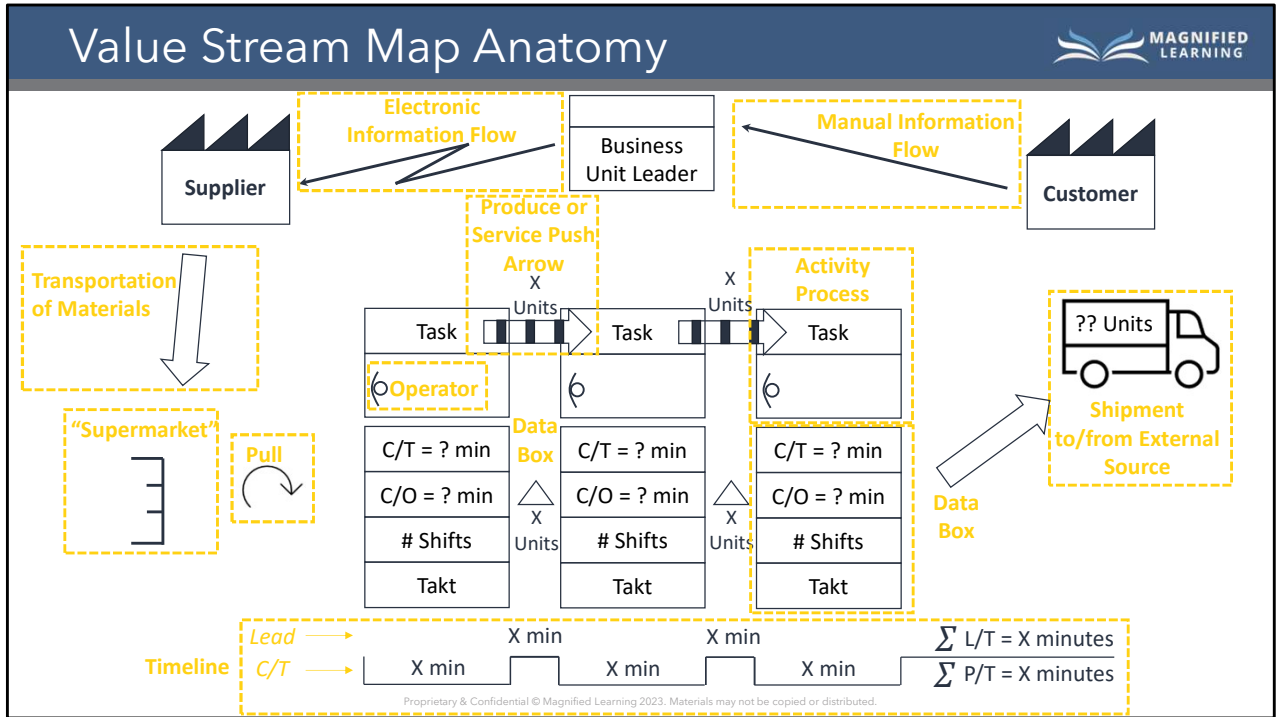 Value Stream Map Anatomy
MAGNIFIED
LEARNING
Electronic
Information Flow
Business
Unit Leader
Manual Information
Flow
Supplier
Customer
Produce or
Service Push
Arrow
Transportation
of Materials
X
Units
X
Units
Activity
Process
Task
Task
Task
?? Units
Operator
Shipment
to/from External
Source
"Supermarket"
Pull
Data
Box
C/T = ? min
C/T = ? min
C/T = ? min
C/O = ? min
C/O = ? min
C/O = ? min
X
Units
X
Units
Data
Box
# Shifts
# Shifts
# Shifts
Takt
Takt
Takt
Lead
X min
X min
∑ L/T = X minutes
Timeline
C/T
X min
X min
X min
∑ P/T = X minutes
Proprietary & Confidential © Magnified Learning 2023. Materials may not be copied or distributed.